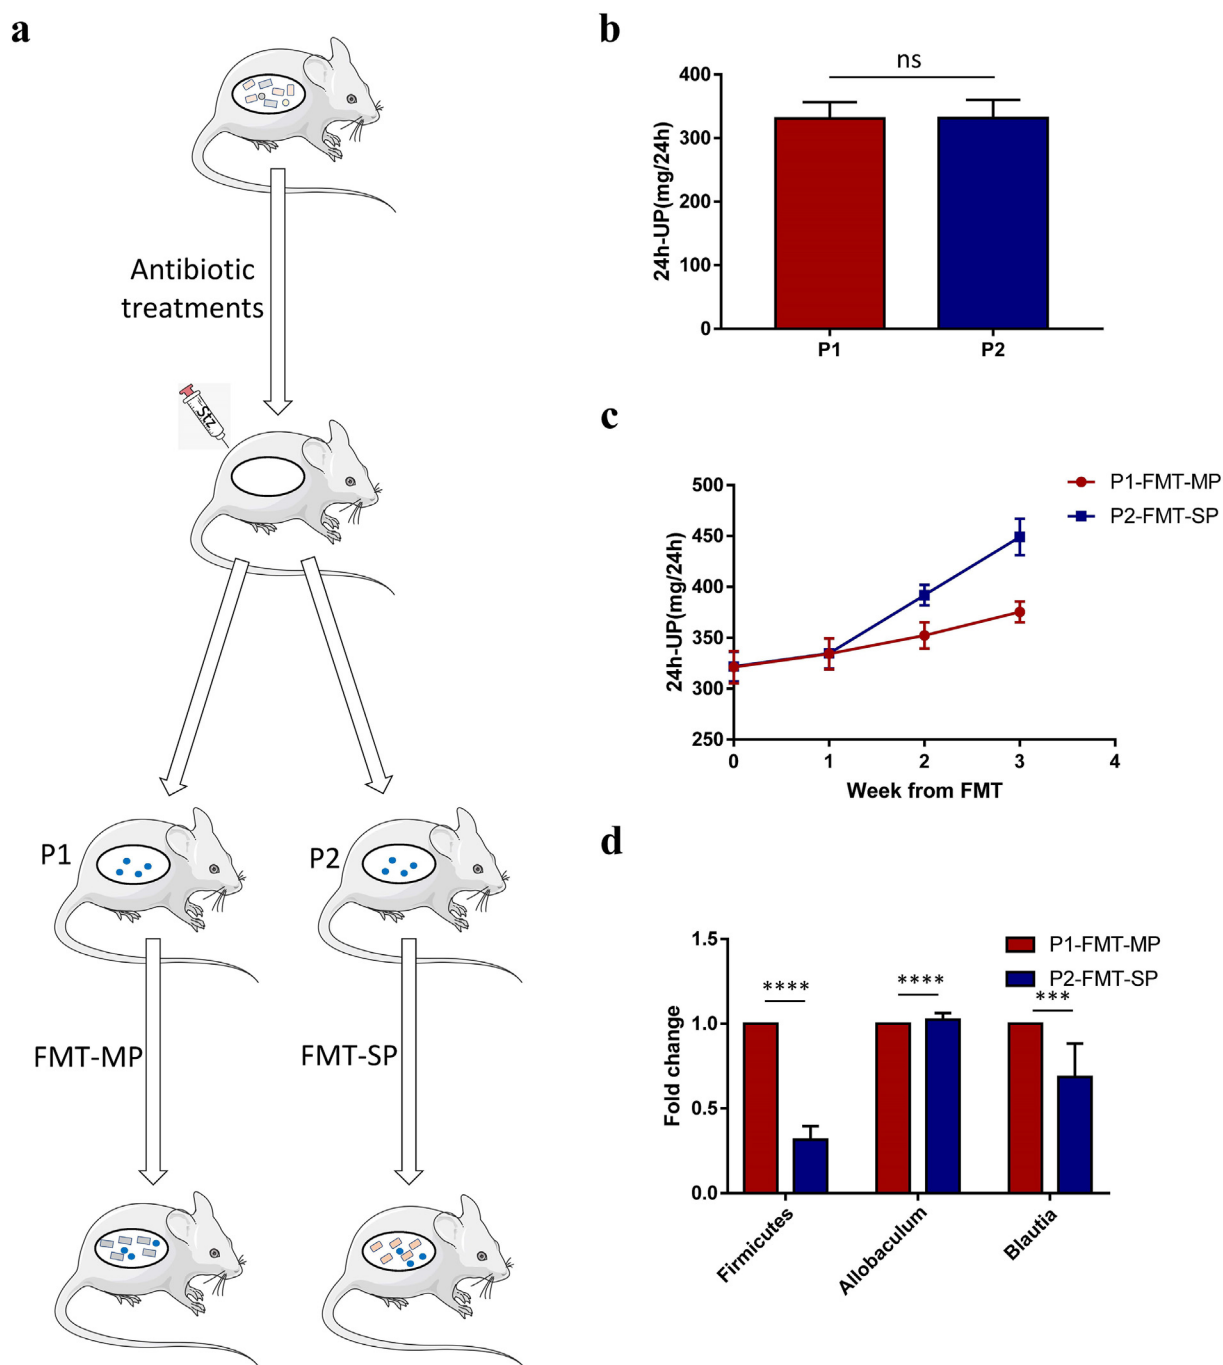 a
Antibiotic
treatments
Stz
P1
P2
FMT-MP
FMT-SP
b
ns
400
300
200
100
0
24h-UP(mg/24h)
P1
P2
c
P1-FMT-MP
P2-FMT-SP
500
450
400
350
300
250
24h-UP(mg/24h)
0
1
2
3
4
Week from FMT
d
P1-FMT-MP
P2-FMT-SP
****
****
***
1.5
1.0
0.5
0.0
Fold change
Firmicutes
Allobaculum
Blautia